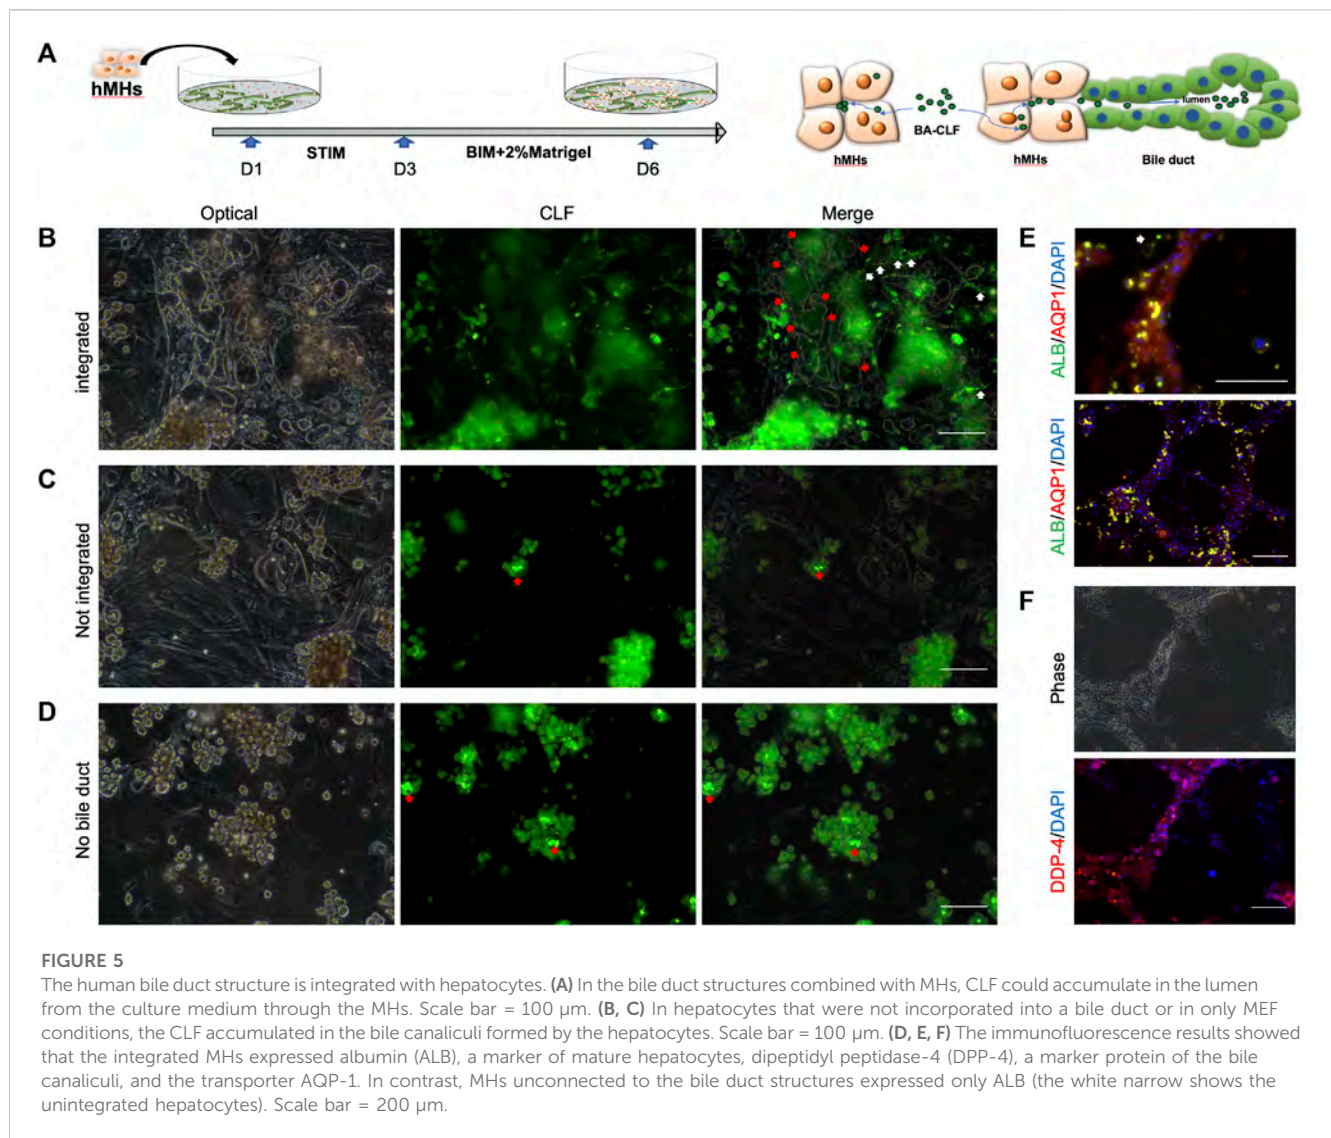 A
hMHs
STIM
BIM+2%Matrigel
D1
D3
D6
BA-CLF
lumen
hMHs
hMHs
Bile duct
Optical
CLF
Merge
B
integrated
C
Not integrated
D
No bile duct
E
ALB/AQP1/DAPI
ALB/AQP1/DAPI
F
Phase
DDP-4/DAPI
FIGURE 5
The human bile duct structure is integrated with hepatocytes. (A) In the bile duct structures combined with MHs, CLF could accumulate in the lumen
from the culture medium through the MHs. Scale bar = 100 µm. (B, C) In hepatocytes that were not incorporated into a bile duct or in only MEF
conditions, the CLF accumulated in the bile canaliculi formed by the hepatocytes. Scale bar = 100 µm. (D, E, F) The immunofluorescence results showed
that the integrated MHs expressed albumin (ALB), a marker of mature hepatocytes, dipeptidyl peptidase-4 (DPP-4), a marker protein of the bile
canaliculi, and the transporter AQP-1. In contrast, MHs unconnected to the bile duct structures expressed only ALB (the white narrow shows the
unintegrated hepatocytes). Scale bar = 200 µm.